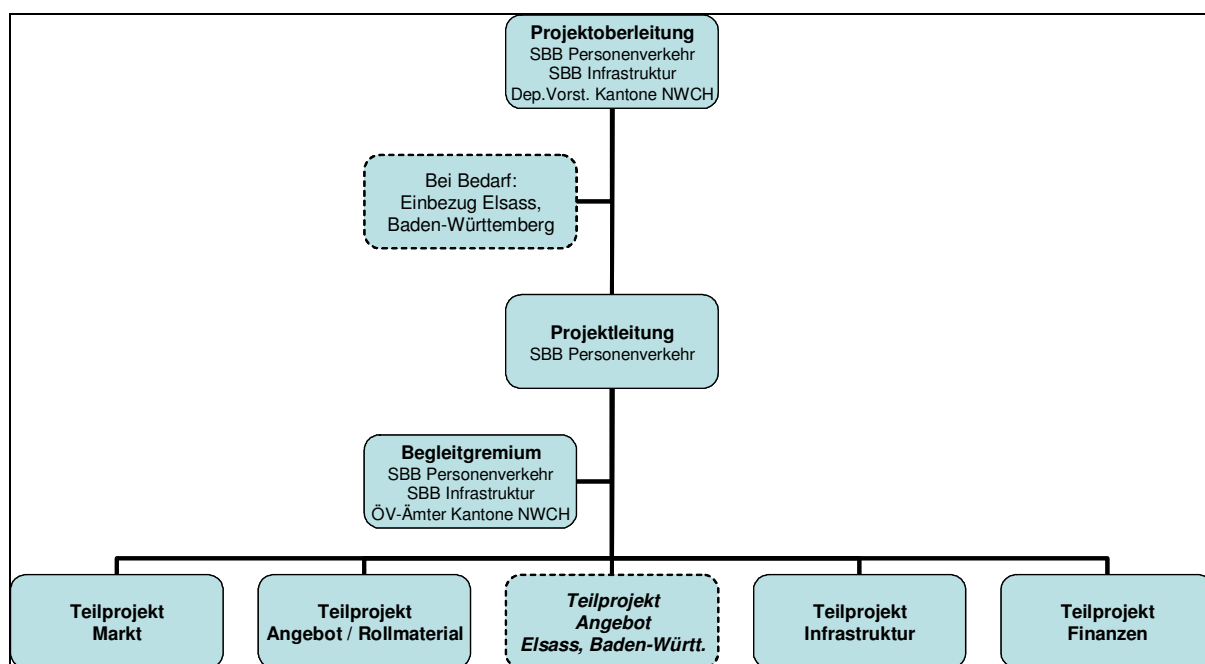 Projektoberleitung
SBB Personenverkehr
SBB Infrastruktur
Dep.Vorst. Kantone NWCH
Bei Bedarf:
Einbezug Elsass,
Baden-Württemberg
Projektleitung
SBB Personenverkehr
Begleitgremium
SBB Personenverkehr
SBB Infrastruktur
ÖV-Ämter Kantone NWCH
Teilprojekt
Markt
Teilprojekt
Angebot / Rollmaterial
Teilprojekt
Angebot
Elsass, Baden-Württ.
Teilprojekt
Infrastruktur
Teilprojekt
Finanzen